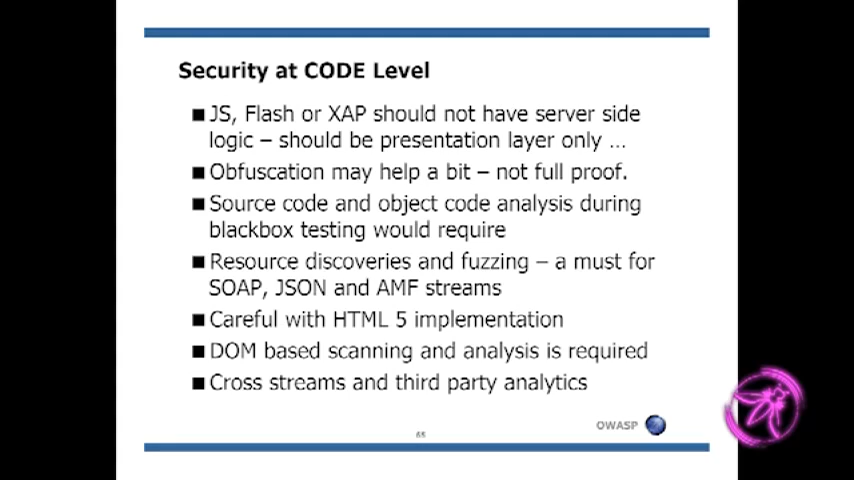 Security at CODE Level
■ JS, Flash or XAP should not have server side
logic – should be presentation layer only ...
■ Obfuscation may help a bit – not full proof.
■ Source code and object code analysis during
blackbox testing would require
■ Resource discoveries and fuzzing – a must for
SOAP, JSON and AMF streams
■ Careful with HTML 5 implementation
■ DOM based scanning and analysis is required
■ Cross streams and third party analytics
OWASP